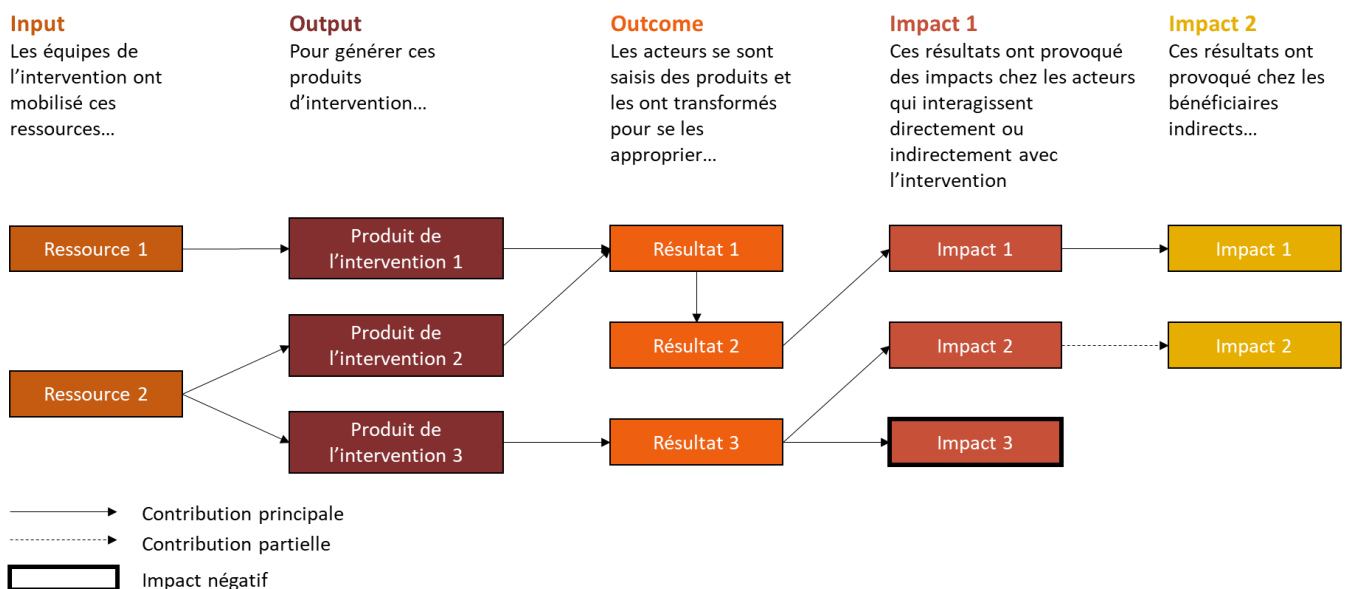 Input
Les équipes de
l’intervention ont
mobilisé ces
ressources…
Output
Pour générer ces
produits
d’intervention…
Outcome
Les acteurs se sont
saisis des produits et
les ont transformés
pour se les
approprier…
Impact 1
Ces résultats ont provoqué
des impacts chez les acteurs
qui interagissent
directement ou
indirectement avec
l’intervention
Impact 2
Ces résultats ont
provoqué chez les
bénéficiaires
indirects…
Ressource 1
Ressource 2
Produit de
l’intervention 1
Produit de
l’intervention 2
Produit de
l’intervention 3
Résultat 1
Résultat 2
Résultat 3
Impact 1
Impact 2
Impact 3
Impact 1
Impact 2
Contribution principale
Contribution partielle
Impact négatif